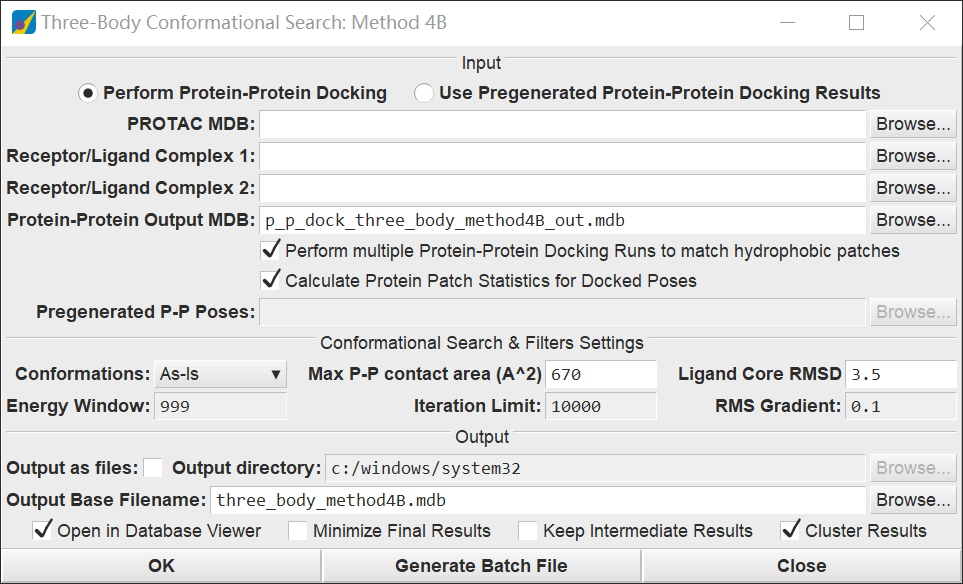 Three-Body Conformational Search: Method 4B
Input
Perform Protein-Protein Docking Use Pregenerated Protein-Protein Docking Results
PROTAC MDB: Browse...
Receptor/Ligand Complex 1: Browse...
Receptor/Ligand Complex 2: Browse...
Protein-Protein Output MDB: p_p_dock_three_body_method4B_out.mdb Browse...
Perform multiple Protein-Protein Docking Runs to match hydrophobic patches
Calculate Protein Patch Statistics for Docked Poses
Pregenerated P-P Poses: Browse...
Conformational Search & Filters Settings
Conformations: As-Is Max P-P contact area (A^2) 670 Ligand Core RMSD 3.5
Energy Window: 999 Iteration Limit: 10000 RMS Gradient: 0.1
Output
Output as files: Output directory: c:/windows/system32 Browse...
Output Base Filename: three_body_method4B.mdb Browse...
Open in Database Viewer Minimize Final Results Keep Intermediate Results Cluster Results
OK Generate Batch File Close